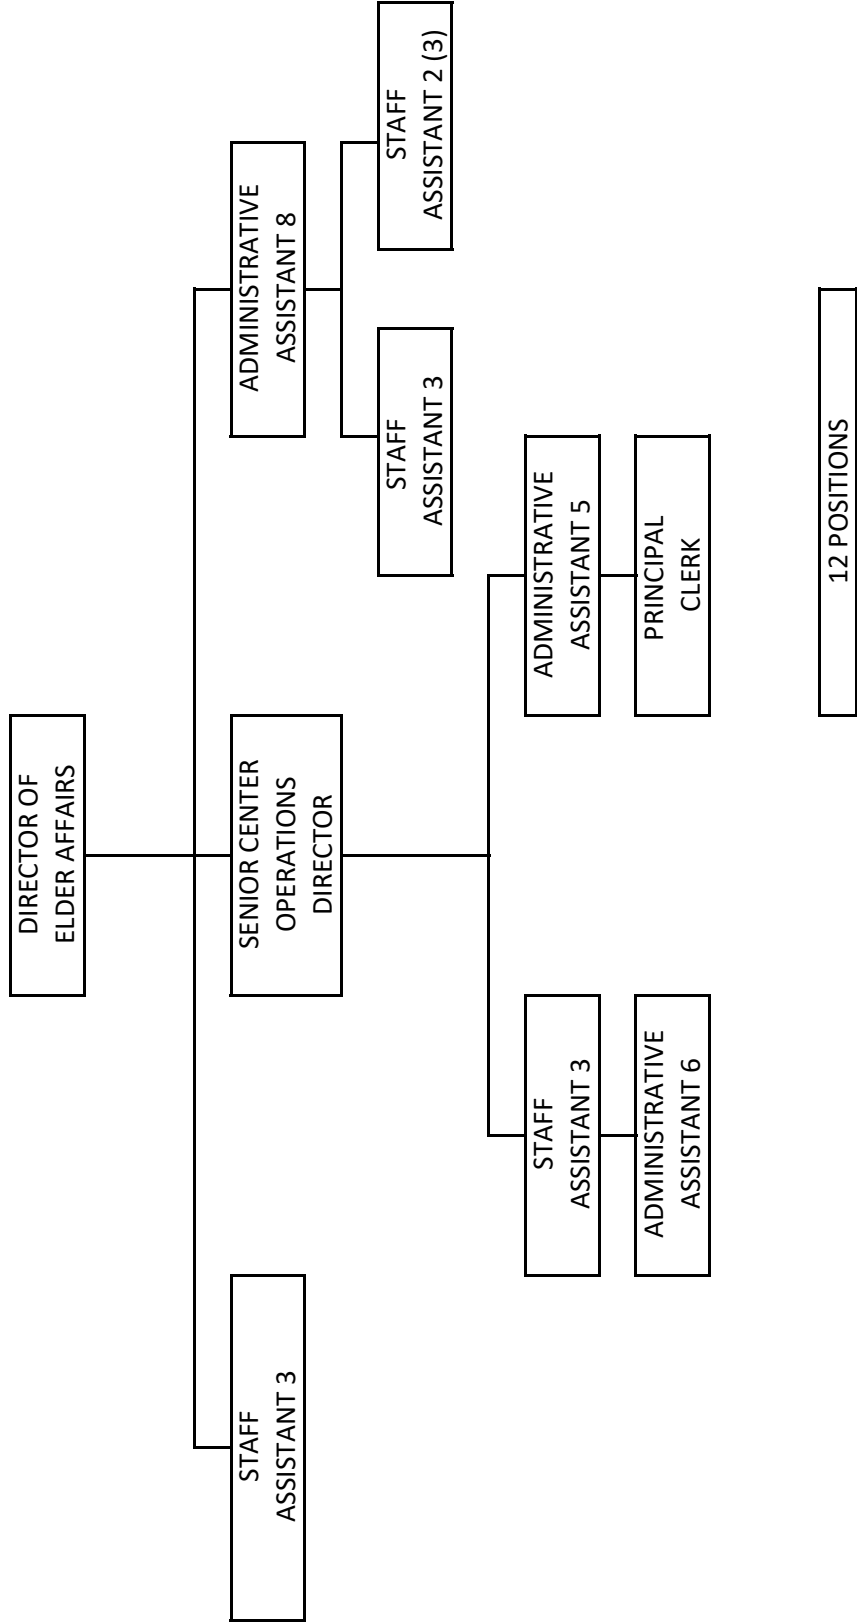 DIRECTOR OF
ELDER AFFAIRS
STAFF
ASSISTANT 3
SENIOR CENTER
OPERATIONS
DIRECTOR
ADMINISTRATIVE
ASSISTANT 8
STAFF
ASSISTANT 3
STAFF
ASSISTANT 2 (3)
STAFF
ASSISTANT 3
ADMINISTRATIVE
ASSISTANT 5
ADMINISTRATIVE
ASSISTANT 6
PRINCIPAL
CLERK
12 POSITIONS